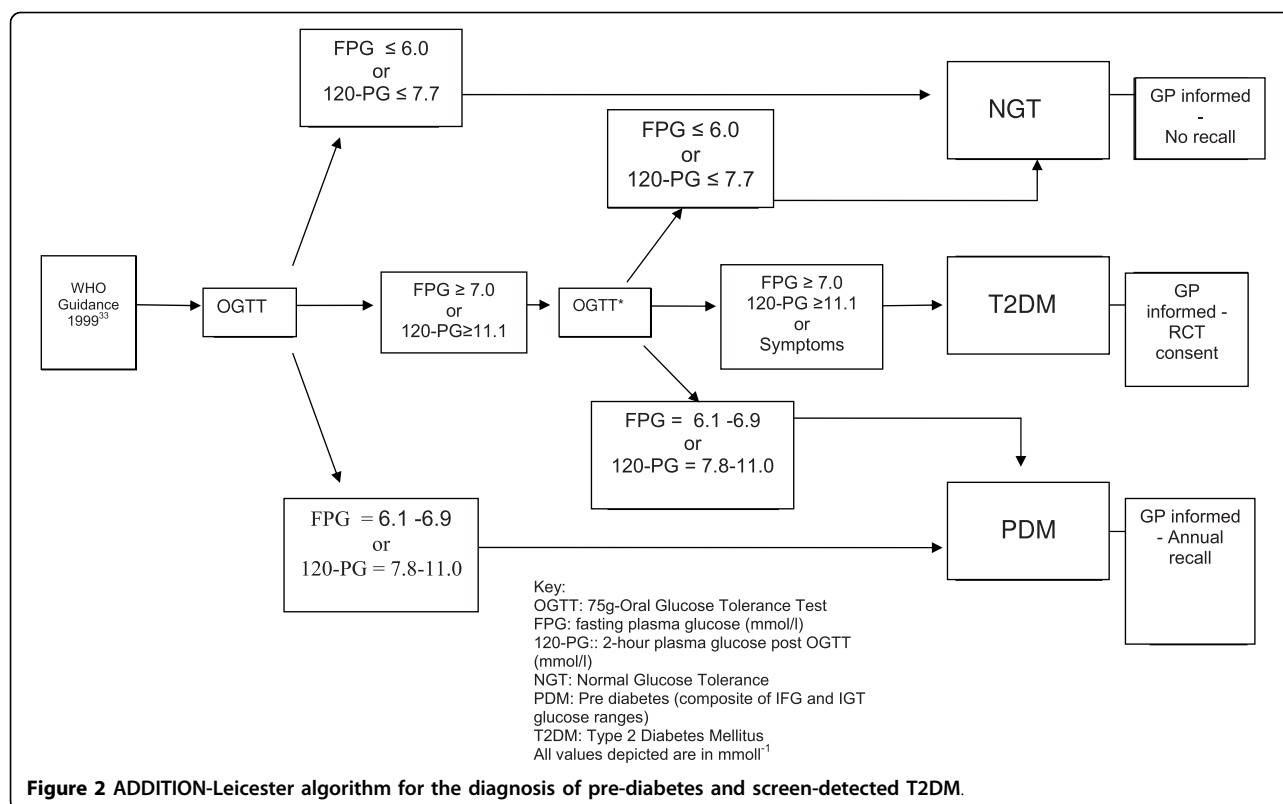 FPG ≤ 6.0
or
120-PG ≤ 7.7
NGT
GP informed
-
No recall
FPG ≤ 6.0
or
120-PG ≤ 7.7
WHO
Guidance
1999³³
OGTT
FPG ≥ 7.0
or
120-PG≥11.1
OGTT*
FPG ≥ 7.0
120-PG ≥11.1
or
Symptoms
T2DM
GP
informed -
RCT
consent
FPG = 6.1 -6.9
or
120-PG = 7.8-11.0
FPG = 6.1 -6.9
or
120-PG = 7.8-11.0
PDM
GP informed
- Annual
recall
Key:
OGTT: 75g-Oral Glucose Tolerance Test
FPG: fasting plasma glucose (mmol/l)
120-PG:: 2-hour plasma glucose post OGTT
(mmol/l)
NGT: Normal Glucose Tolerance
PDM: Pre diabetes (composite of IFG and IGT
glucose ranges)
T2DM: Type 2 Diabetes Mellitus
All values depicted are in mmoll⁻¹
Figure 2 ADDITION-Leicester algorithm for the diagnosis of pre-diabetes and screen-detected T2DM.